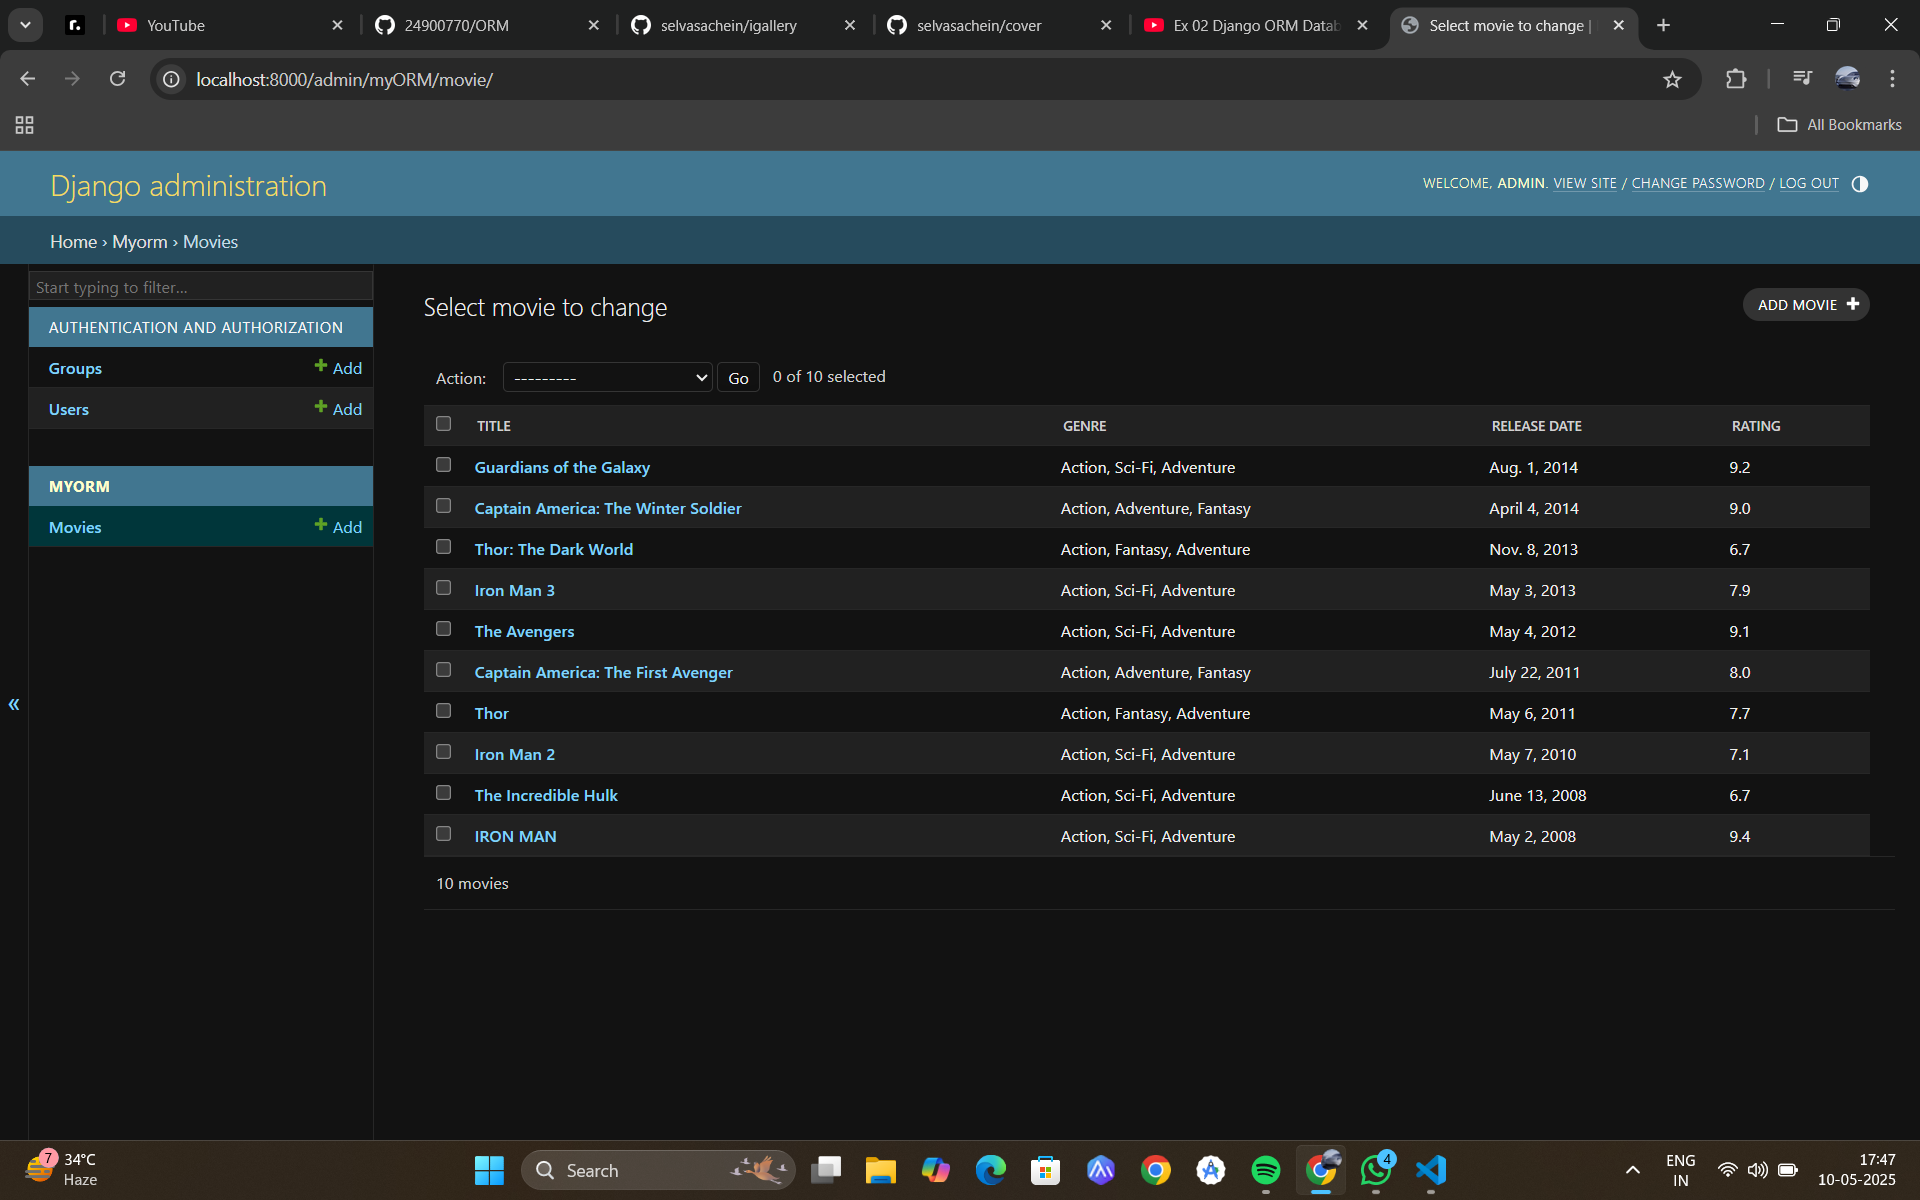 YouTube
24900770/ORM
selvasachein/igallery
selvasachein/cover
Ex 02 Django ORM Datab
Select movie to change |
localhost:8000/admin/myORM/movie/
All Bookmarks
Django administration
WELCOME, ADMIN. VIEW SITE / CHANGE PASSWORD / LOG OUT
Home › Myorm › Movies
Start typing to filter...
AUTHENTICATION AND AUTHORIZATION
Groups Add
Users Add
MYORM
Movies Add
«
Select movie to change
ADD MOVIE
Action: --------- Go 0 of 10 selected
TITLE GENRE RELEASE DATE RATING
Guardians of the Galaxy Action, Sci-Fi, Adventure Aug. 1, 2014 9.2
Captain America: The Winter Soldier Action, Adventure, Fantasy April 4, 2014 9.0
Thor: The Dark World Action, Fantasy, Adventure Nov. 8, 2013 6.7
Iron Man 3 Action, Sci-Fi, Adventure May 3, 2013 7.9
The Avengers Action, Sci-Fi, Adventure May 4, 2012 9.1
Captain America: The First Avenger Action, Adventure, Fantasy July 22, 2011 8.0
Thor Action, Fantasy, Adventure May 6, 2011 7.7
Iron Man 2 Action, Sci-Fi, Adventure May 7, 2010 7.1
The Incredible Hulk Action, Sci-Fi, Adventure June 13, 2008 6.7
IRON MAN Action, Sci-Fi, Adventure May 2, 2008 9.4
10 movies
7
34°C
Haze
Search
4
ENG
IN
17:47
10-05-2025